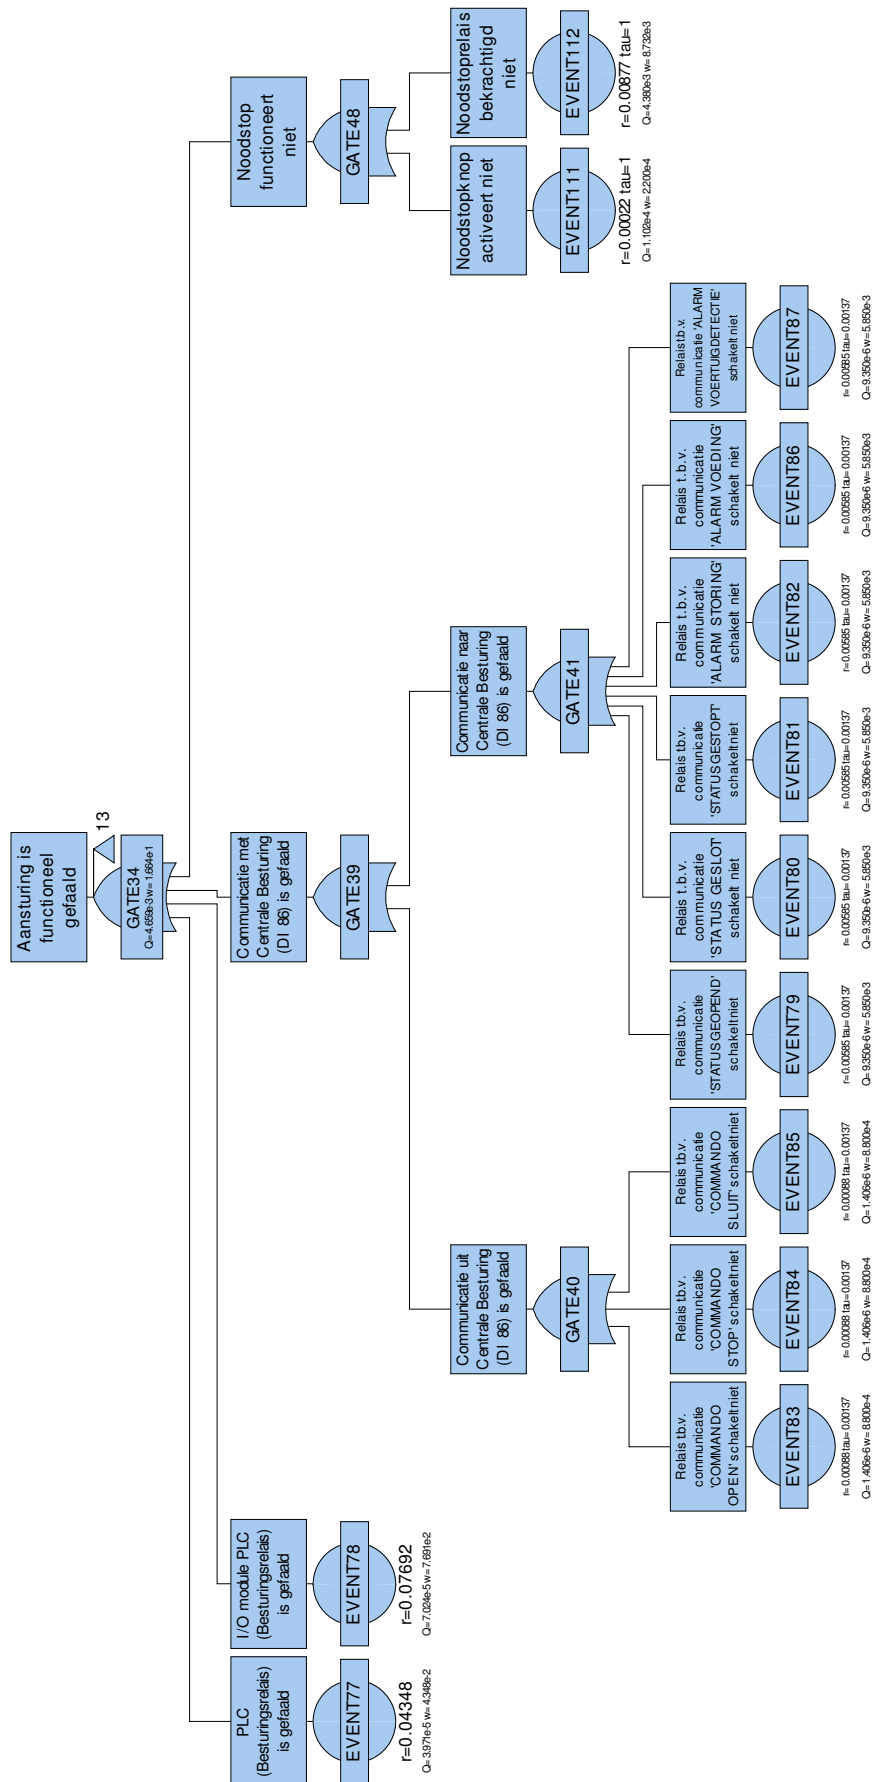 Aansturing is
functioneel
gefaald
13
GATE34
Q=4.659e-3 w= 1.664e-1
PLC
(Besturingsrelais)
is gefaald
EVENT77
r=0.04348
Q=3.971e-5 w=4.348e-2
I/O module PLC
(Besturingsrelais)
is gefaald
EVENT78
r=0.07692
Q=7.024e-5 w=7.691e-2
Communicatie met
Centrale Besturing
(DI 86) is gefaald
GATE39
Noodstop
functioneert
niet
GATE48
Communicatie uit
Centrale Besturing
(DI 86) is gefaald
GATE40
Communicatie naar
Centrale Besturing
(DI 86) is gefaald
GATE41
Noodstopknop
activeert niet
EVENT111
r=0.00022 tau=1
Q=1.102e-4 w=2.200e-4
Noodstoprelais
bekrachtigd
niet
EVENT112
r=0.00877 tau=1
Q=4.380e-3 w=8.732e-3
Relais t.b.v.
communicatie
'COMMANDO
OPEN' schakelt niet
EVENT83
r=0.00088 tau=0.00137
Q=1.406e-6 w=8.800e-4
Relais t.b.v.
communicatie
'COMMANDO
STOP' schakelt niet
EVENT84
r=0.00088 tau=0.00137
Q=1.406e-6 w=8.800e-4
Relais t.b.v.
communicatie
'COMMANDO
SLUIT' schakelt niet
EVENT85
r=0.00088 tau=0.00137
Q=1.406e-6 w=8.800e-4
Relais t.b.v.
communicatie
'STATUS GEOPEND'
schakelt niet
EVENT79
r=0.00585 tau=0.00137
Q=9.350e-6 w=5.850e-3
Relais t.b.v.
communicatie
'STATUS GESLOT'
schakelt niet
EVENT80
r=0.00585 tau=0.00137
Q=9.350e-6 w=5.850e-3
Relais t.b.v.
communicatie
'STATUS GESTOPT'
schakelt niet
EVENT81
r=0.00585 tau=0.00137
Q=9.350e-6 w=5.850e-3
Relais t.b.v.
communicatie
'ALARM STORING'
schakelt niet
EVENT82
r=0.00585 tau=0.00137
Q=9.350e-6 w=5.850e-3
Relais t.b.v.
communicatie
'ALARM VOEDING'
schakelt niet
EVENT86
r=0.00585 tau=0.00137
Q=9.350e-6 w=5.850e-3
Relais t.b.v.
communicatie 'ALARM
VOERTUIGDETECTIE'
schakelt niet
EVENT87
r=0.00585 tau=0.00137
Q=9.350e-6 w=5.850e-3